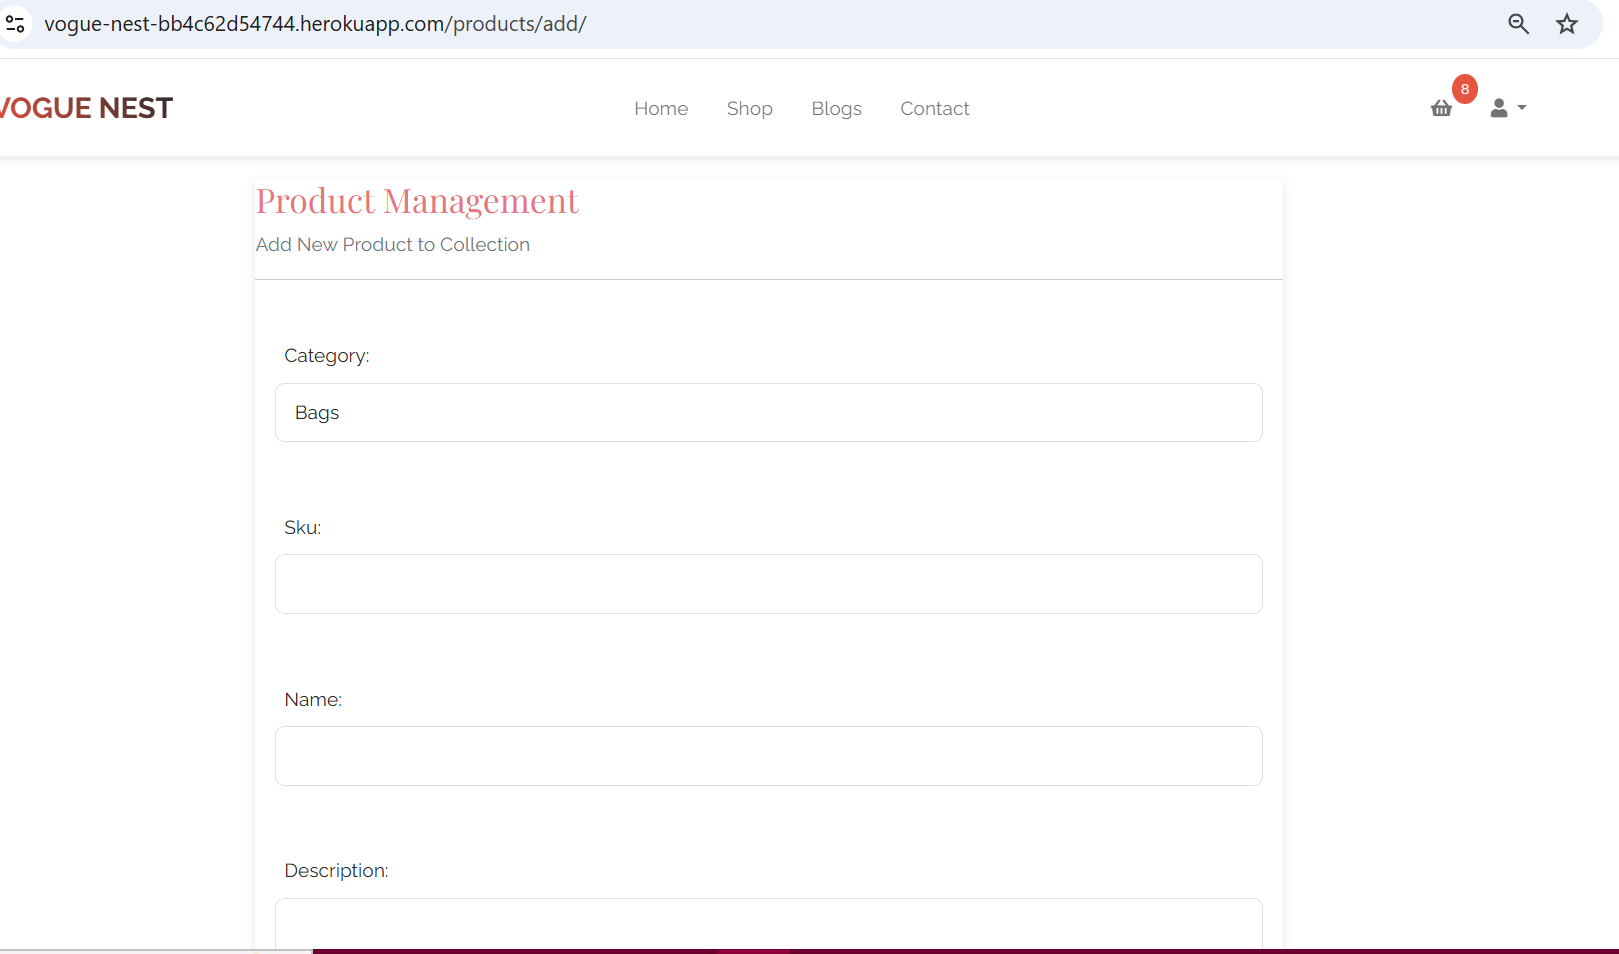 vogue-nest-bb4c62d54744.herokuapp.com/products/add/
VOGUE NEST
Home Shop Blogs Contact
8
Product Management
Add New Product to Collection
Category:
Bags
Sku:
Name:
Description: